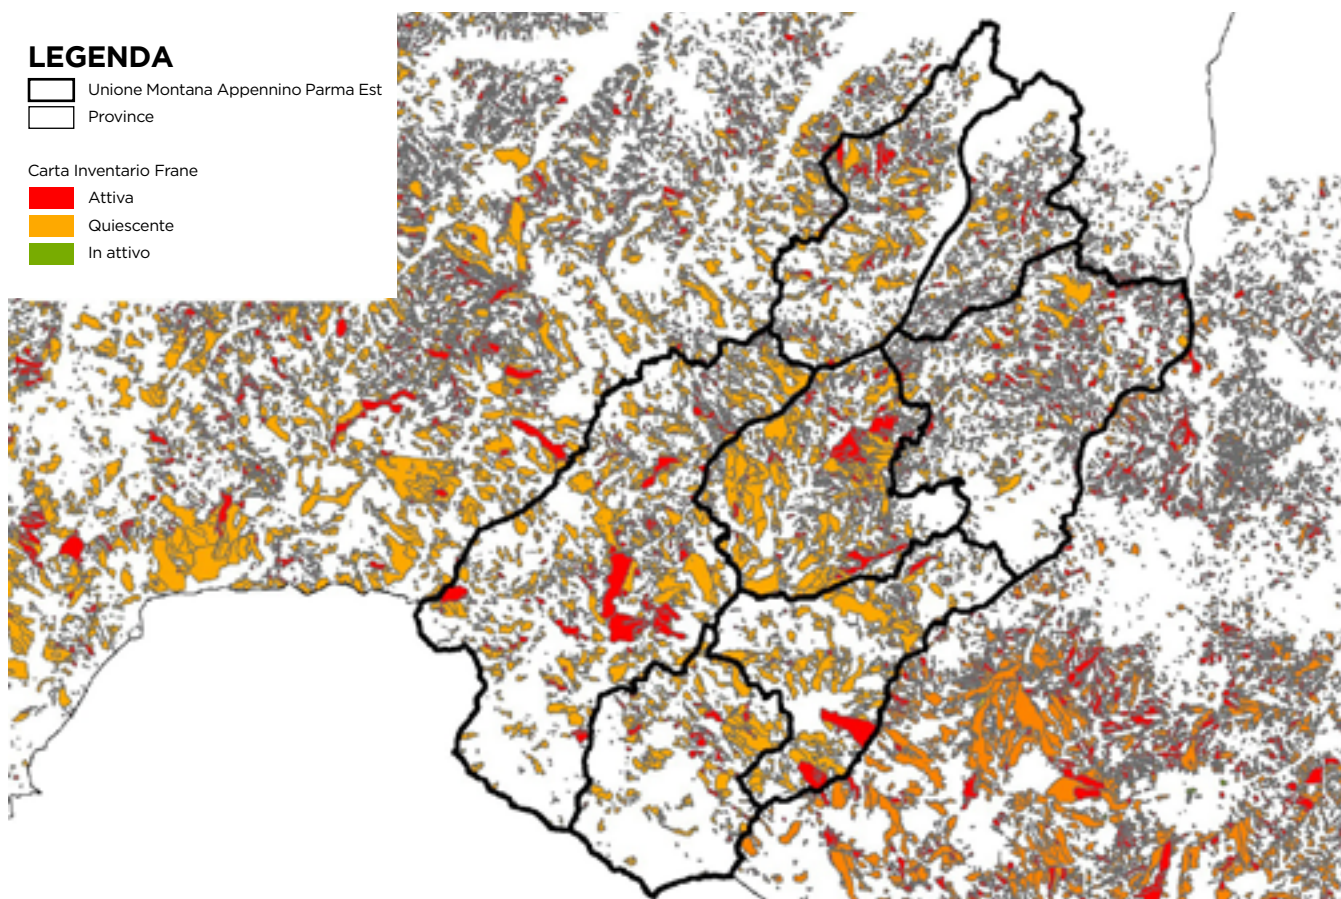 LEGENDA
Unione Montana Appennino Parma Est
Province
Carta Inventario Frane
Attiva
Quiescente
In attivo